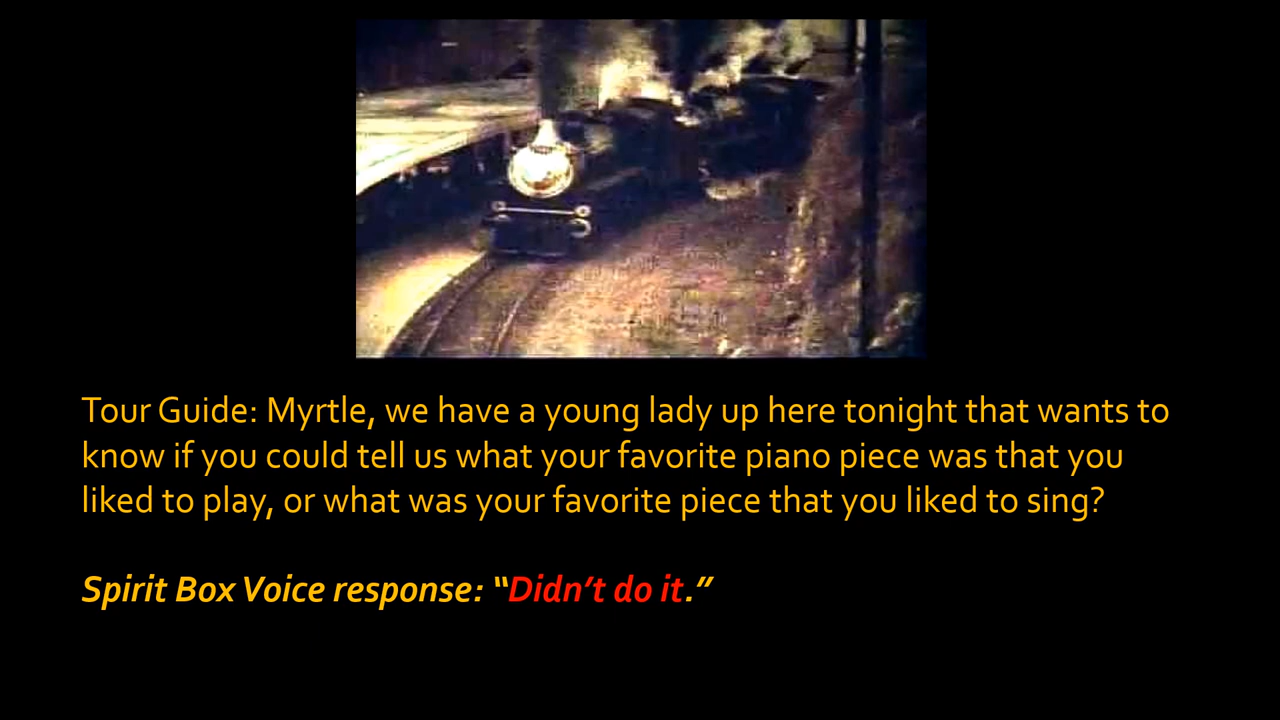 Tour Guide: Myrtle, we have a young lady up here tonight that wants to
know if you could tell us what your favorite piano piece was that you
liked to play, or what was your favorite piece that you liked to sing?
Spirit Box Voice response: “Didn’t do it.”